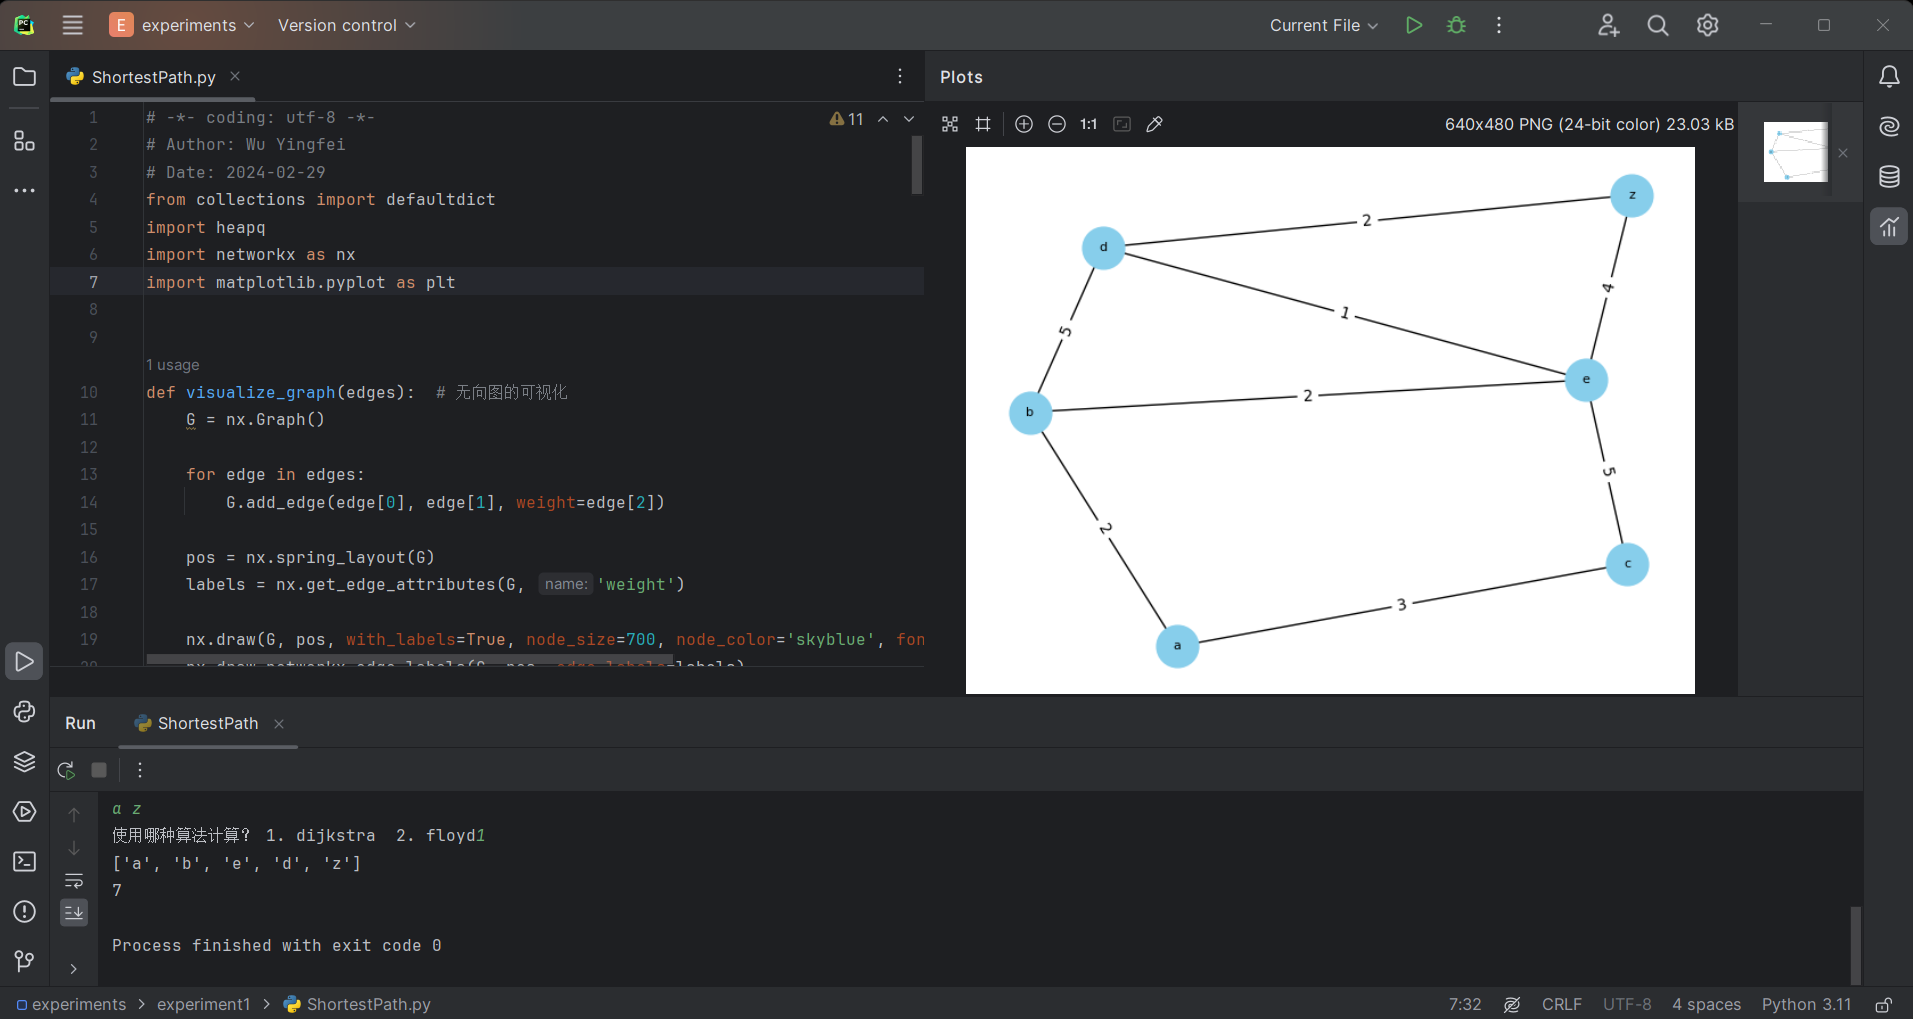 PC
E experiments Version control Current File
ShortestPath.py
1 # -*- coding: utf-8 -*-
11
2 # Author: Wu Yingfei
3 # Date: 2024-02-29
4 from collections import defaultdict
5 import heapq
6 import networkx as nx
7 import matplotlib.pyplot as plt
8
9
1 usage
10 def visualize_graph(edges):  # 无向图的可视化
11 G = nx.Graph()
12
13 for edge in edges:
14 G.add_edge(edge[0], edge[1], weight=edge[2])
15
16 pos = nx.spring_layout(G)
17 labels = nx.get_edge_attributes(G, name: 'weight')
18
19 nx.draw(G, pos, with_labels=True, node_size=700, node_color='skyblue', fon
20 nx.draw_networkx_edge_labels(G, pos, edge_labels=labels)
Plots
1:1
640x480 PNG (24-bit color) 23.03 kB
z
2
d
4
1
5
e
2
b
5
2
c
3
a
Run ShortestPath
a z
使用哪种算法计算? 1. dijkstra  2. floyd1
['a', 'b', 'e', 'd', 'z']
7
Process finished with exit code 0
experiments > experiment1 > ShortestPath.py
7:32 CRLF UTF-8 4 spaces Python 3.11